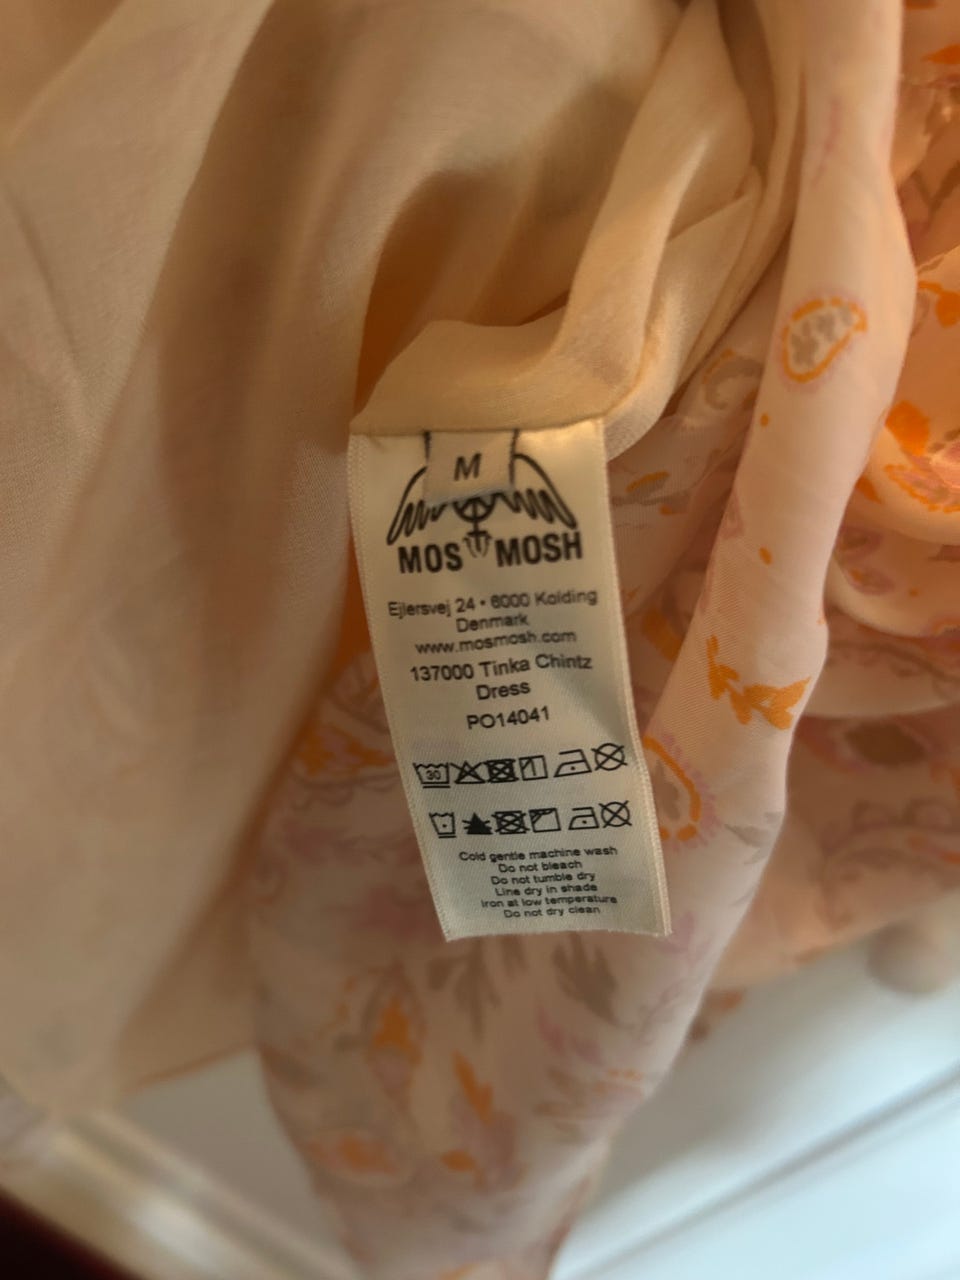 M
MOS MOSH
Ejlersvej 24 • 6000 Kolding
Denmark
www.mosmosh.com
137000 Tinka Chintz
Dress
PO14041
30
Cold gentle machine wash
Do not bleach
Do not tumble dry
Line dry in shade
Iron at low temperature
Do not dry clean